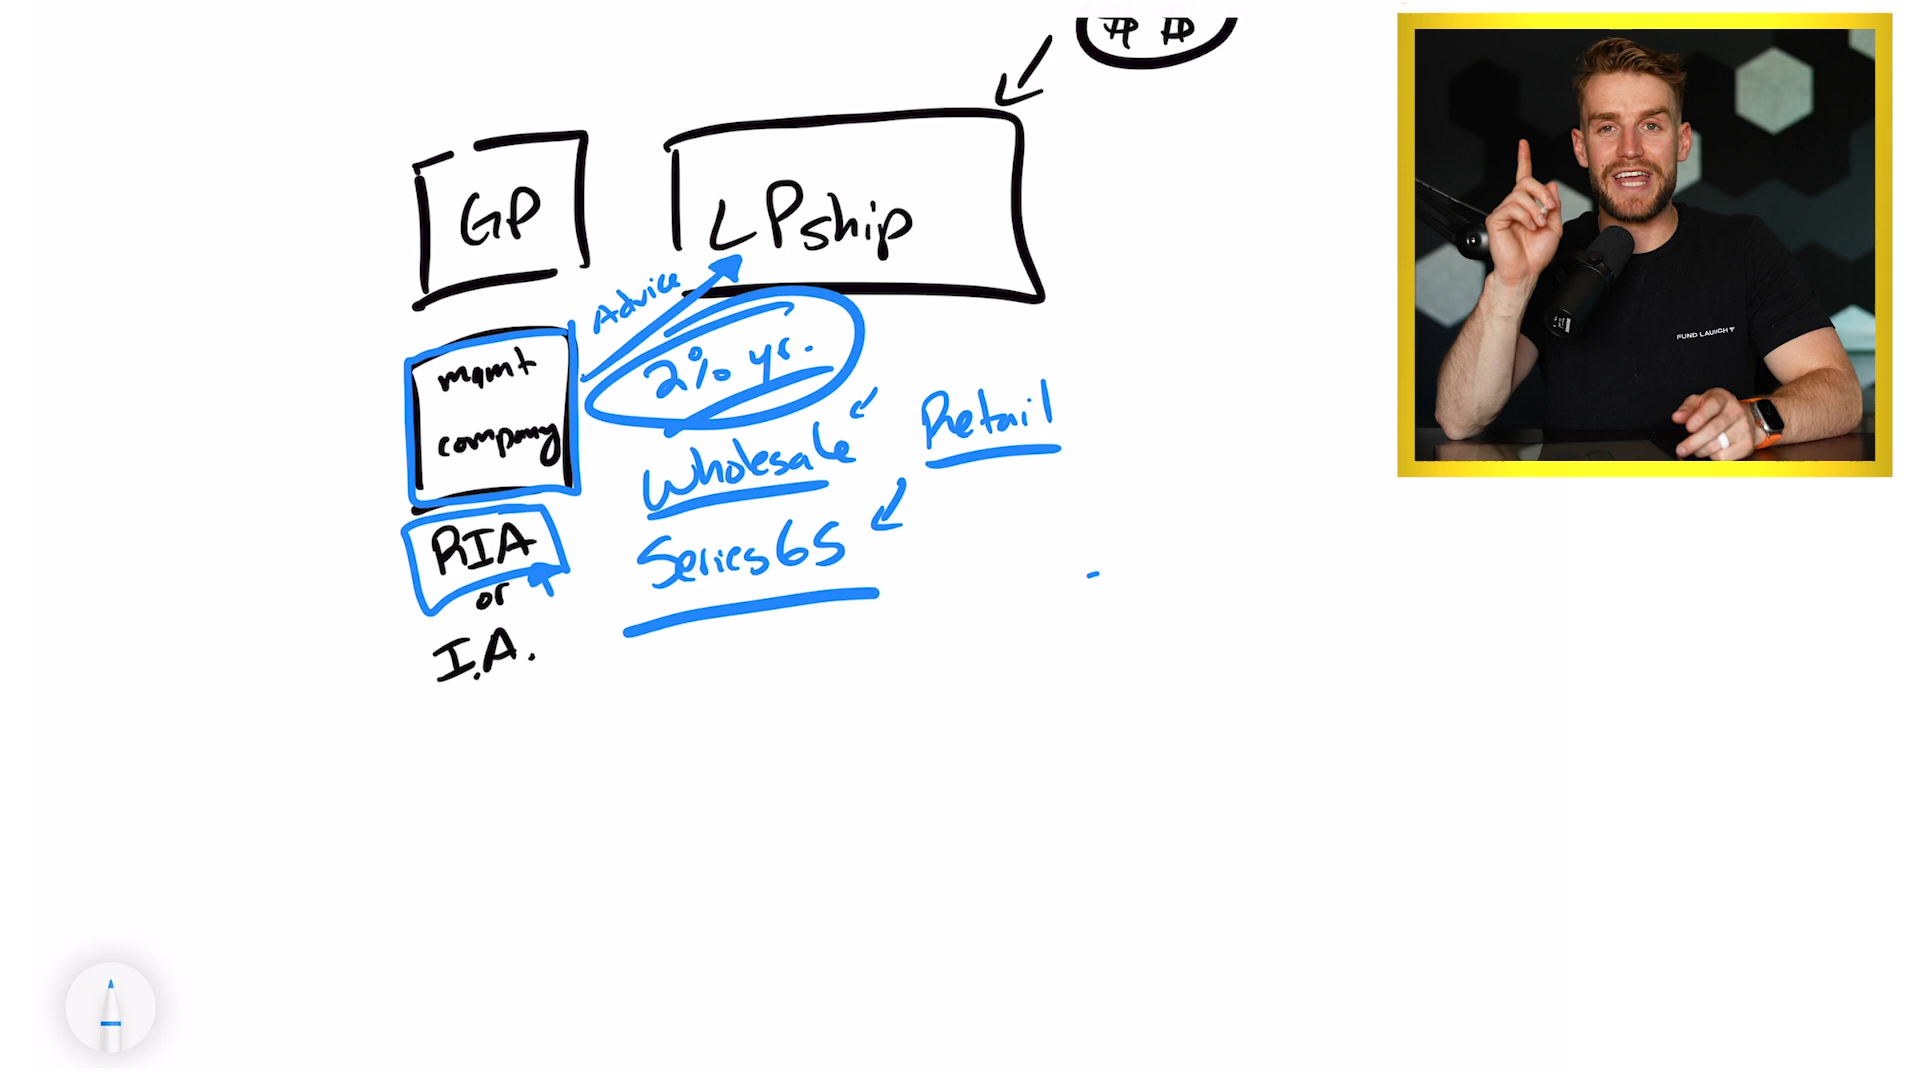 GP
LPship
Advice
mgmt
company
2% yr.
Wholesale
Retail
RIA
or
I.A.
Series 65
FUND LAUNCH